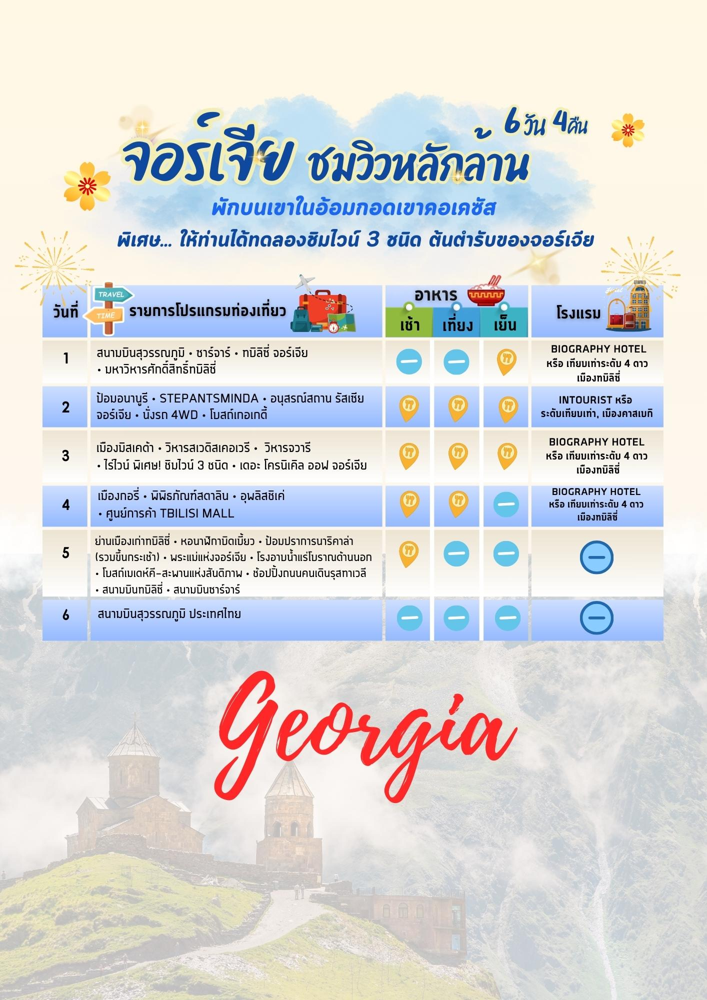 6 วัน 4 คืน
จอร์เจีย ชมวิวหลักล้าน
พักบนเขาในอ้อมกอดเขาคอเคซัส
พิเศษ... ให้ท่านได้ทดลองชิมไวน์ 3 ชนิด ต้นตำรับของจอร์เจีย
วันที่
TRAVEL
TIME
รายการโปรแกรมท่องเที่ยว
อาหาร
เช้า
เที่ยง
เย็น
โรงแรม
Hotel
1
สนามบินสุวรรณภูมิ • ซาร์จาร์ • ทบิลิซี่ จอร์เจีย
• มหาวิหารศักดิ์สิทธิ์ทบิลิซี่
BIOGRAPHY HOTEL
หรือ เทียบเท่าระดับ 4 ดาว
เมืองทบิลิซี่
2
ป้อมอนานูรี • STEPANTSMINDA • อนุสรณ์สถาน รัสเซีย
จอร์เจีย • นั่งรถ 4WD • โบสถ์เกอเกตี้
INTOURIST หรือ
ระดับเทียบเท่า, เมืองคาสเบกิ
3
เมืองมิสเคด้า • วิหารสเวติสเคอเวรี •  วิหารจวารี
• ไร่ไวน์ พิเศษ! ชิมไวน์ 3 ชนิด • เดอะ โครนิเคิล ออฟ จอร์เจีย
BIOGRAPHY HOTEL
หรือ เทียบเท่าระดับ 4 ดาว
เมืองทบิลิซี่
4
เมืองกอรี่ • พิพิธภัณฑ์สตาลิน • อุพลิสชิเค่
• ศูนย์การค้า TBILISI MALL
BIOGRAPHY HOTEL
หรือ เทียบเท่าระดับ 4 ดาว
เมืองทบิลิซี่
5
ย่านเมืองเก่าทบิลิซี่ • หอนาฬิกาบิดเบี้ยว • ป้อมปราการนาริคาล่า
(รวมขึ้นกระเช้า) • พระแม่แห่งจอร์เจีย • โรงอาบน้ำแร่โบราณด้านนอก
• โบสถ์เมเตห์คี-สะพานแห่งสันติภาพ • ช้อปปิ้งถนนคนเดินรุสทาเวลี
• สนามบินทบิลิซี่ • สนามบินซาร์จาร์
6
สนามบินสุวรรณภูมิ ประเทศไทย
Georgia